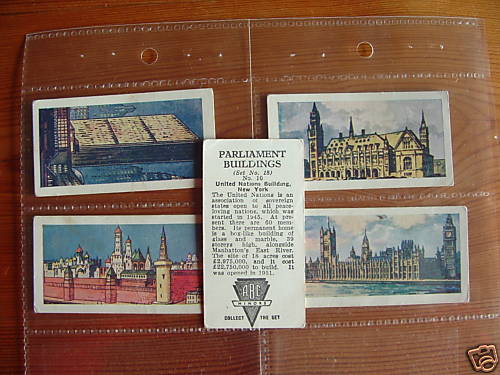 PARLIAMENT
BUILDINGS
(Set No. 18)
No. 10
United Nations Building,
New York
The United Nations is an
association of sovereign
states open to all peace-
loving nations, which was
started in 1945. At pre-
sent there are 60 mem-
bers. Its permanent home
is a box-like building of
glass and marble, 39
storeys high, alongside
Manhatton's East River.
The site of 18 acres cost
£2,975,000, and it cost
£22,750,000 to build. It
was opened in 1951.
ABC
MINORS
COLLECT THE SET